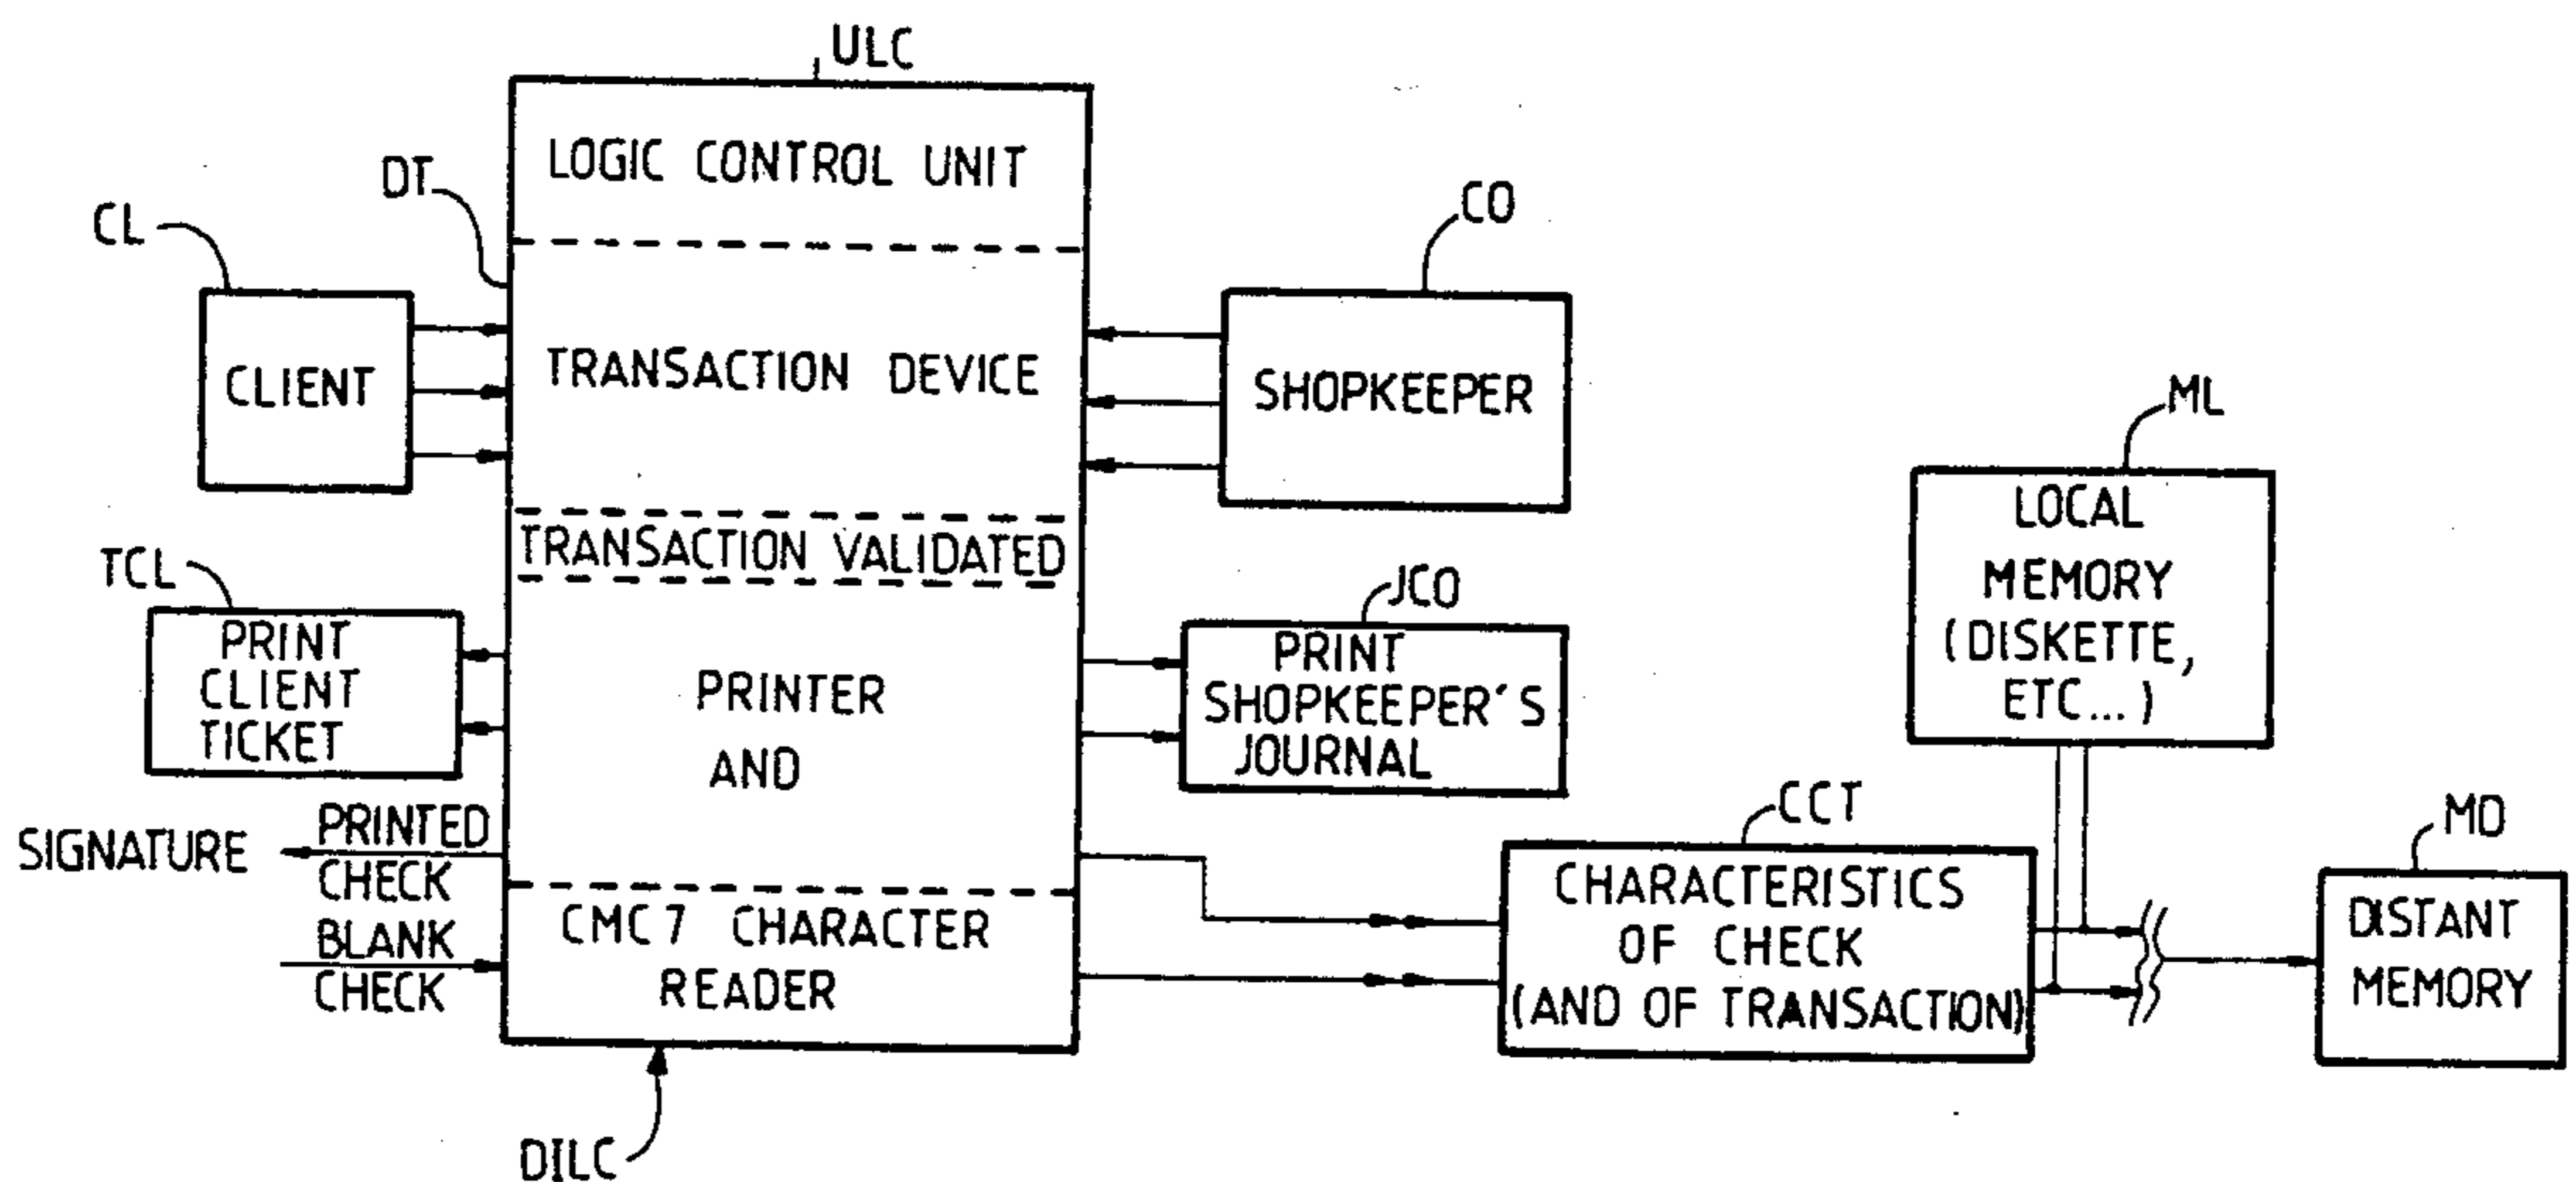 ULC
LOGIC CONTROL UNIT
DT
CL
CO
CLIENT
TRANSACTION DEVICE
SHOPKEEPER
ML
LOCAL
MEMORY
(DISKETTE,
ETC...)
TRANSACTION VALIDATED
TCL
PRINT
CLIENT
TICKET
JCO
PRINT
SHOPKEEPER'S
JOURNAL
PRINTER
AND
SIGNATURE
PRINTED
CHECK
BLANK
CHECK
CMC7 CHARACTER
READER
CCT
CHARACTERISTICS
OF CHECK
(AND OF TRANSACTION)
MD
DISTANT
MEMORY
DILC